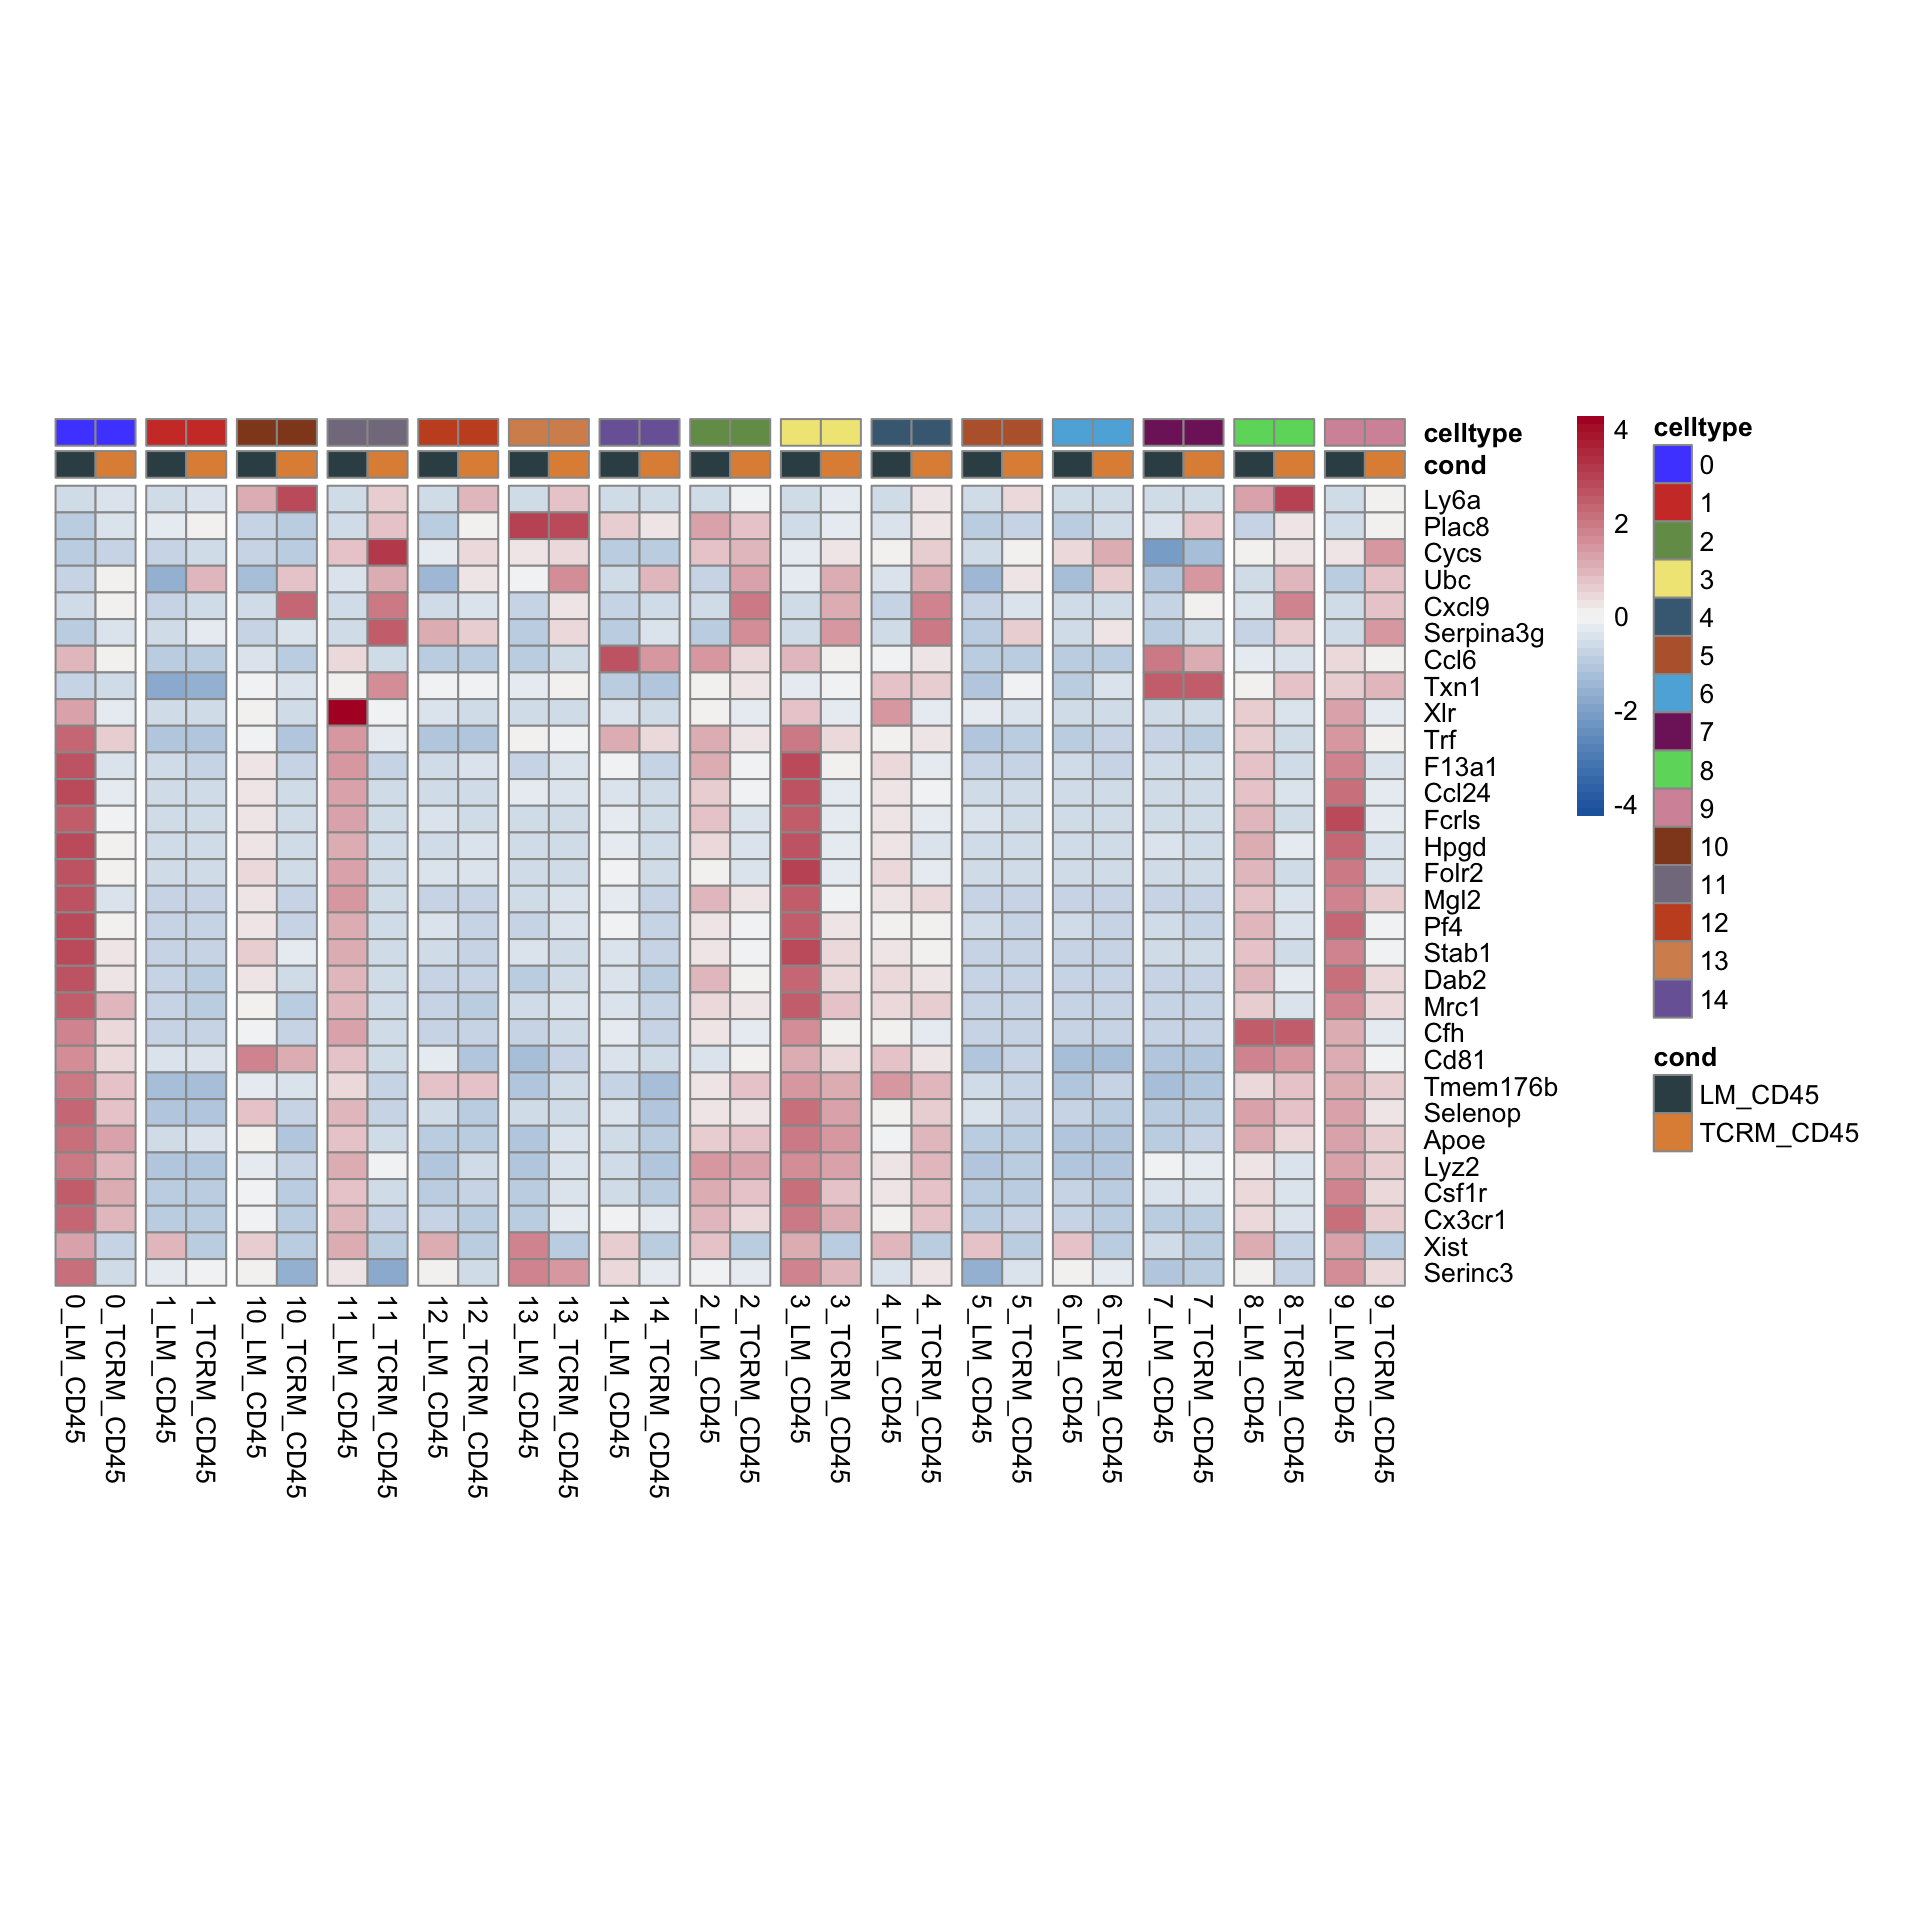 celltype
cond
Ly6a
Plac8
Cycs
Ubc
Cxcl9
Serpina3g
Ccl6
Txn1
Xlr
Trf
F13a1
Ccl24
Fcrls
Hpgd
Folr2
Mgl2
Pf4
Stab1
Dab2
Mrc1
Cfh
Cd81
Tmem176b
Selenop
Apoe
Lyz2
Csf1r
Cx3cr1
Xist
Serinc3
0_LM_CD45
0_TCRM_CD45
1_LM_CD45
1_TCRM_CD45
10_LM_CD45
10_TCRM_CD45
11_LM_CD45
11_TCRM_CD45
12_LM_CD45
12_TCRM_CD45
13_LM_CD45
13_TCRM_CD45
14_LM_CD45
14_TCRM_CD45
2_LM_CD45
2_TCRM_CD45
3_LM_CD45
3_TCRM_CD45
4_LM_CD45
4_TCRM_CD45
5_LM_CD45
5_TCRM_CD45
6_LM_CD45
6_TCRM_CD45
7_LM_CD45
7_TCRM_CD45
8_LM_CD45
8_TCRM_CD45
9_LM_CD45
9_TCRM_CD45
4
2
0
-2
-4
celltype
0
1
2
3
4
5
6
7
8
9
10
11
12
13
14
cond
LM_CD45
TCRM_CD45